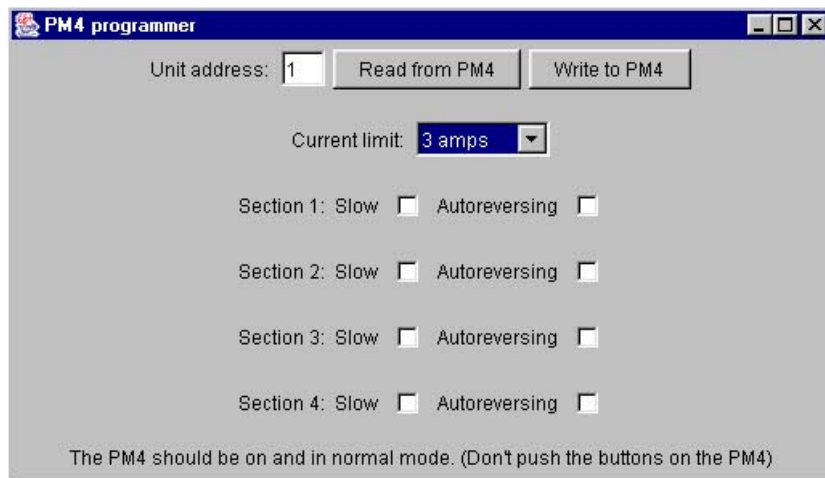 PM4 programmer
Unit address: 1 Read from PM4 Write to PM4
Current limit: 3 amps
Section 1: Slow Autoreversing
Section 2: Slow Autoreversing
Section 3: Slow Autoreversing
Section 4: Slow Autoreversing
The PM4 should be on and in normal mode. (Don't push the buttons on the PM4)